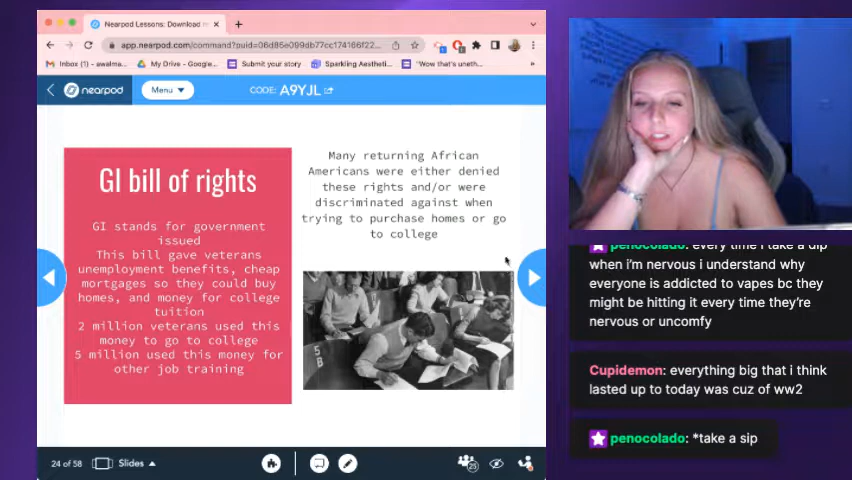 Nearpod Lessons: Download r
app.nearpod.com/command?puid=06d85e099db77cc174166f22...
Inbox (1) - awalma...
My Drive - Google...
Submit your story
Sparkling Aesthetic...
"Wow that's uneth...
»
nearpod
Menu
CODE: A9YJL
GI bill of rights
GI stands for government
issued
This bill gave veterans
unemployment benefits, cheap
mortgages so they could buy
homes, and money for college
tuition
2 million veterans used this
money to go to college
5 million used this money for
other job training
Many returning African
Americans were either denied
these rights and/or were
discriminated against when
trying to purchase homes or go
to college
5
B
24 of 58
Slides
25
penocolado: every time i take a dip
when i'm nervous i understand why
everyone is addicted to vapes bc they
might be hitting it every time they're
nervous or uncomfy
Cupidemon: everything big that i think
lasted up to today was cuz of ww2
penocolado: *take a sip